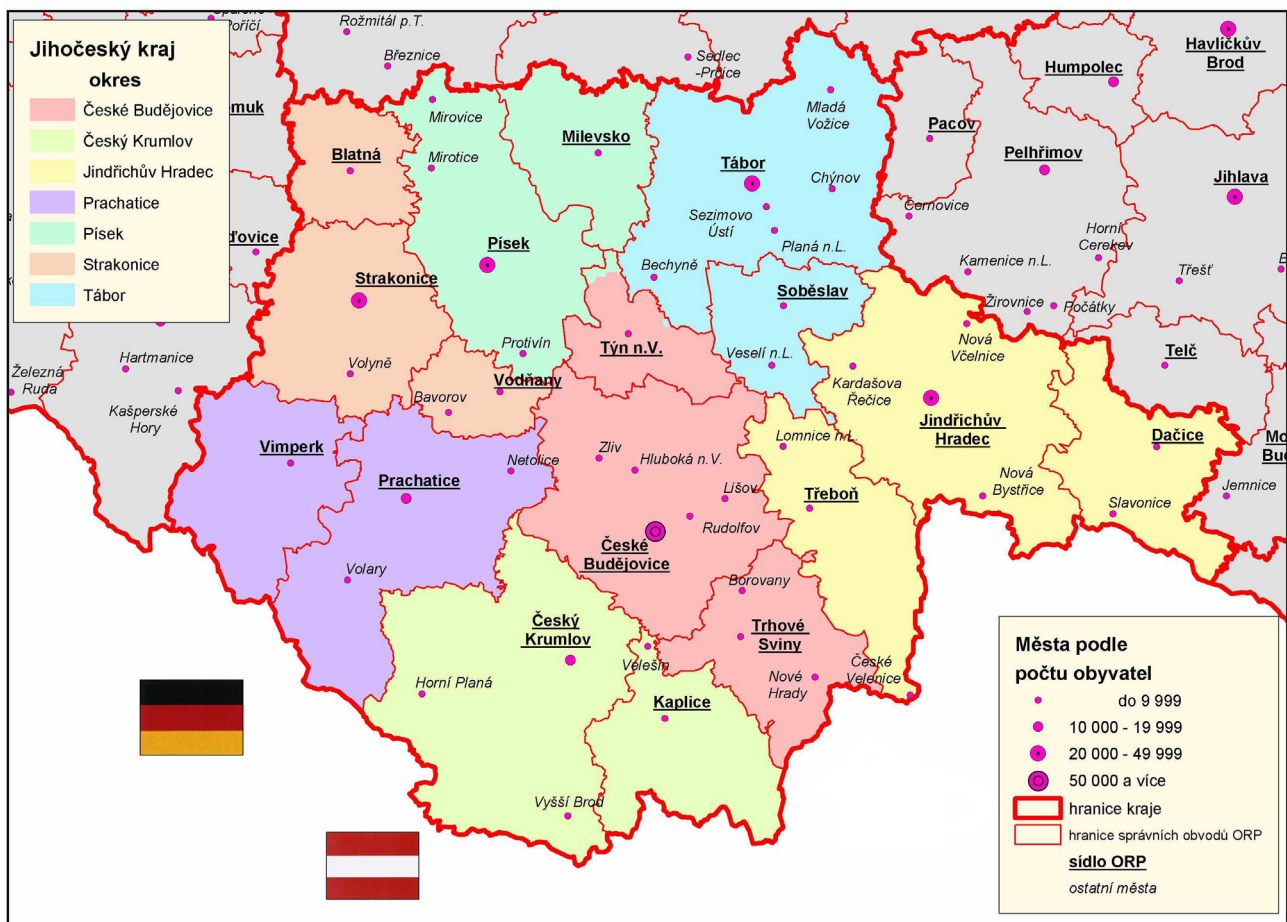 Jihočeský kraj
okres
České Budějovice
Český Krumlov
Jindřichův Hradec
Prachatice
Písek
Strakonice
Tábor
Rožmitál p.T.
Březnice
Sedlec
-Prčice
Havlíčkův
Brod
Humpolec
Mirovice
Milevsko
Mladá
Vožice
Pacov
Blatná
Mirotice
Tábor
Chýnov
Pelhřimov
Jihlava
Sezimovo
Ústí
Černovice
Písek
Planá n.L.
Horní
Cerekev
Strakonice
Bechyně
Soběslav
Kamenice n.L.
Třešť
Žirovnice
Počátky
Týn n.V.
Nová
Včelnice
Hartmanice
Volyně
Protivín
Veselí n.L.
Telč
Železná
Ruda
Kašperské
Hory
Bavorov
Vodňany
Kardašova
Řečice
Jindřichův
Hradec
Vimperk
Zliv
Lomnice n.L.
Dačice
Netolice
Hluboká n.V.
Prachatice
Lišov
Třeboň
Nová
Bystřice
Slavonice
Jemnice
Rudolfov
České
Budějovice
Volary
Borovany
Český
Krumlov
Velešín
Trhové
Sviny
Nové
Hrady
České
Velenice
Horní Planá
Kaplice
Vyšší Brod
Města podle
počtu obyvatel
do 9 999
10 000 - 19 999
20 000 - 49 999
50 000 a více
hranice kraje
hranice správních obvodů ORP
sídlo ORP
ostatní města